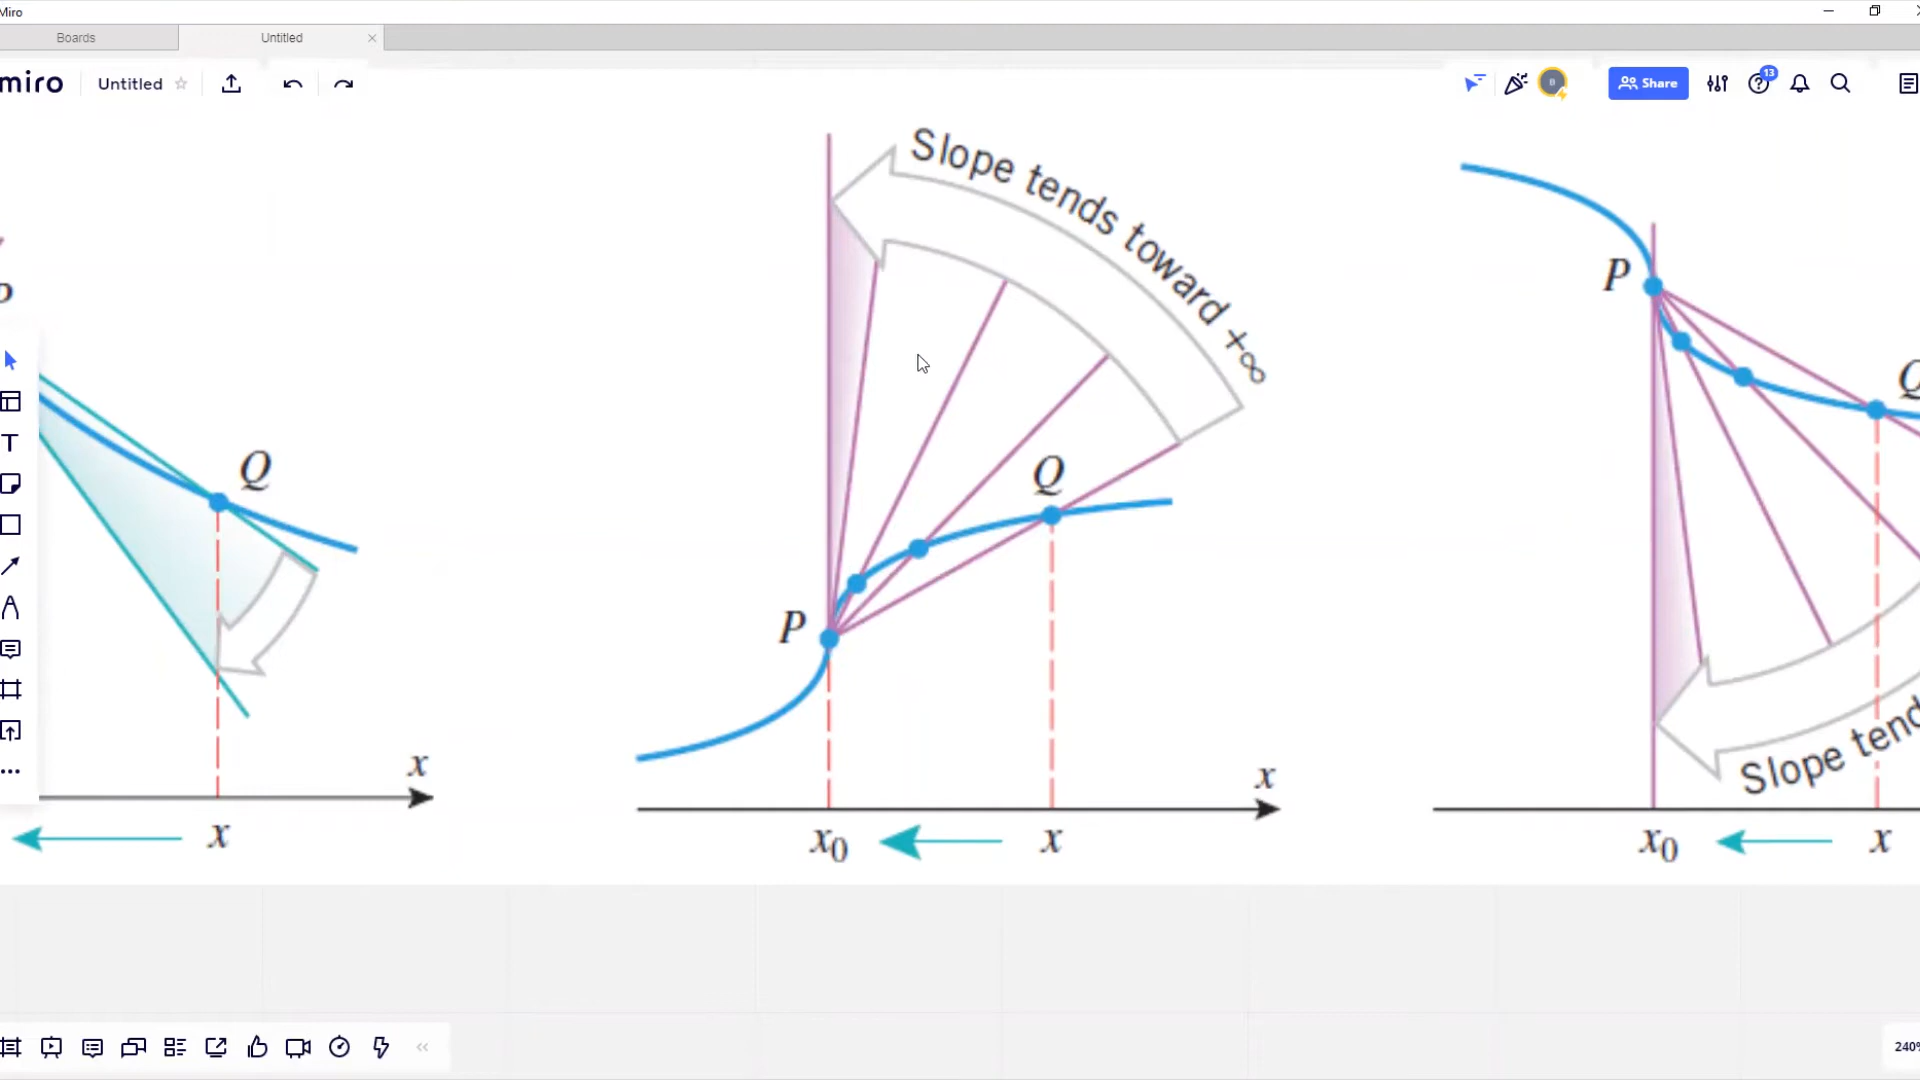 Miro
Boards
Untitled
miro
Untitled
Share
13
Slope tends toward +∞
P
Q
Q
P
x
x
x
x₀
x
x₀
x
Slope tend
240%